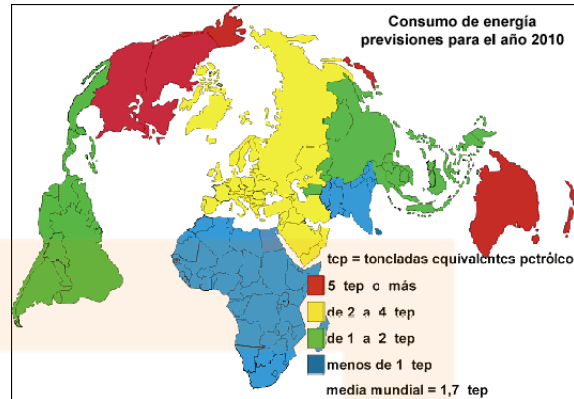 Consumo de energía
previsiones para el año 2010
tep = toneladas equivalentes petróleo
5 tep o más
de 2 a 4 tep
de 1 a 2 tep
menos de 1 tep
media mundial = 1,7 tep